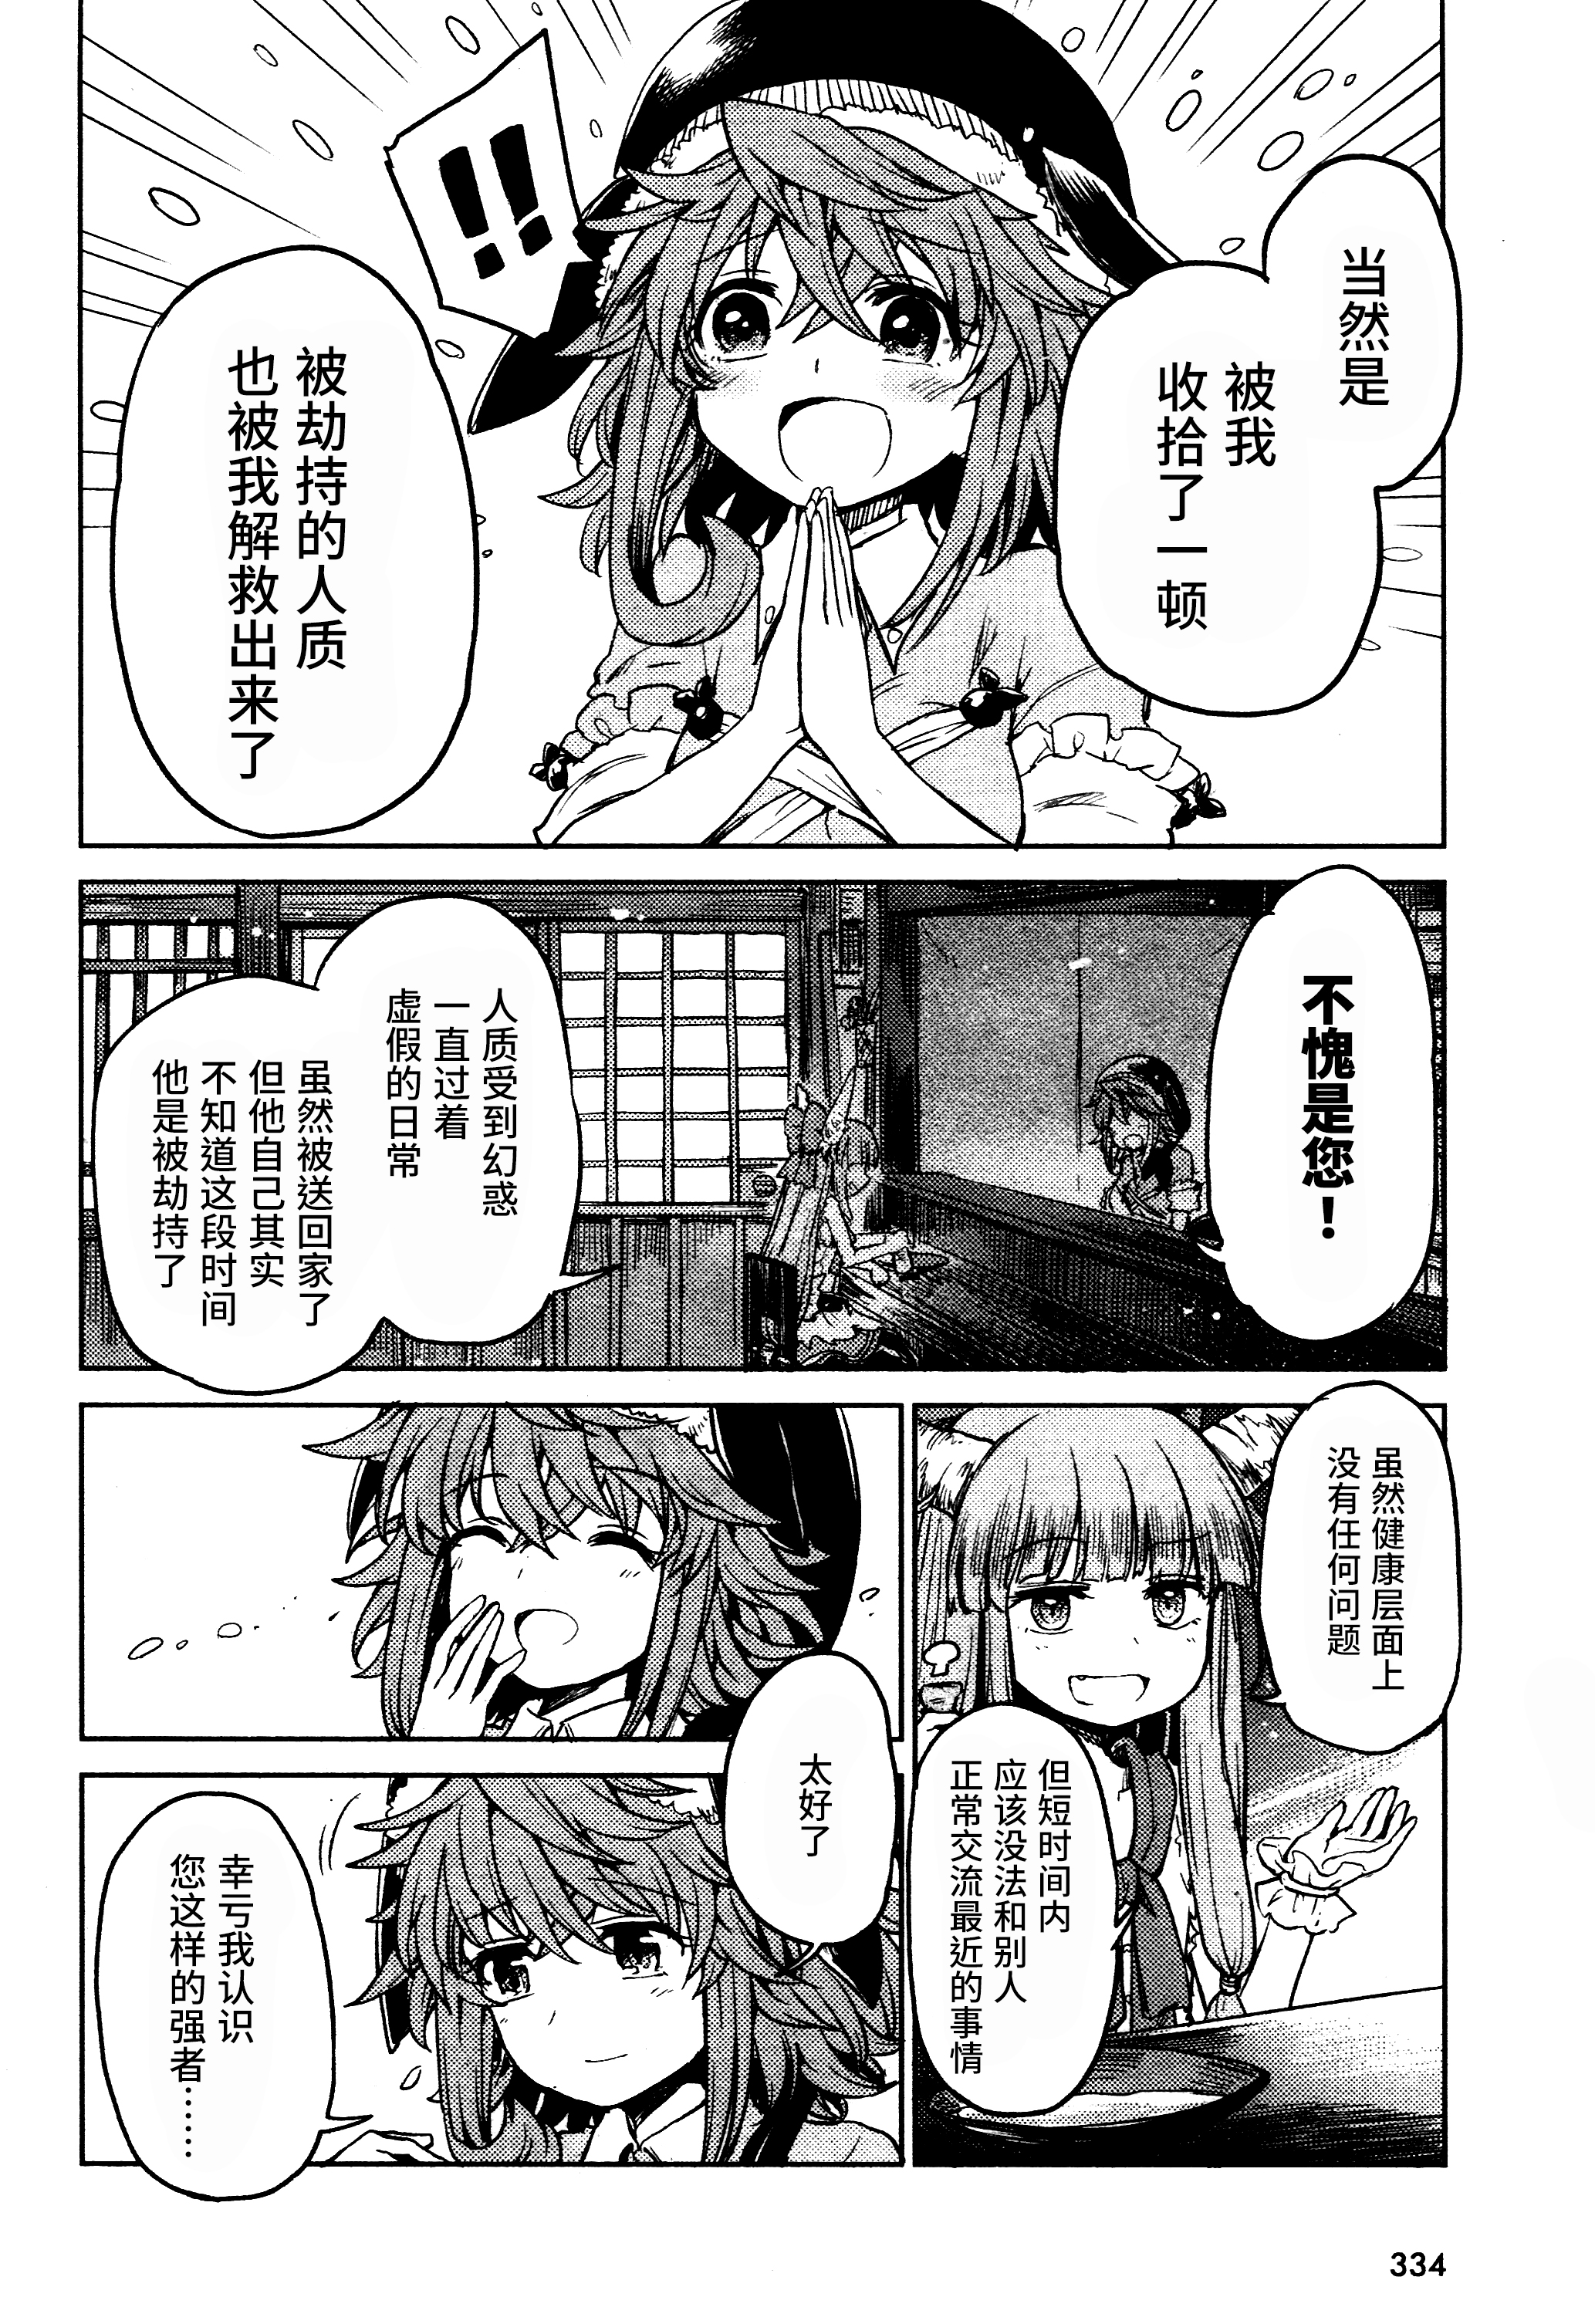 当然是
被我
收拾了一顿
!!
被劫持的人质
也被我解救出来了
不愧是您！
人质受到幻惑
一直过着
虚假的日常
虽然被送回家了
但他自己其实
不知道这段时间
他是被劫持了
虽然健康层面上
没有任何问题
但短时间内
应该没法和别人
正常交流最近的事情
太好了
幸亏我认识
您这样的强者……
334